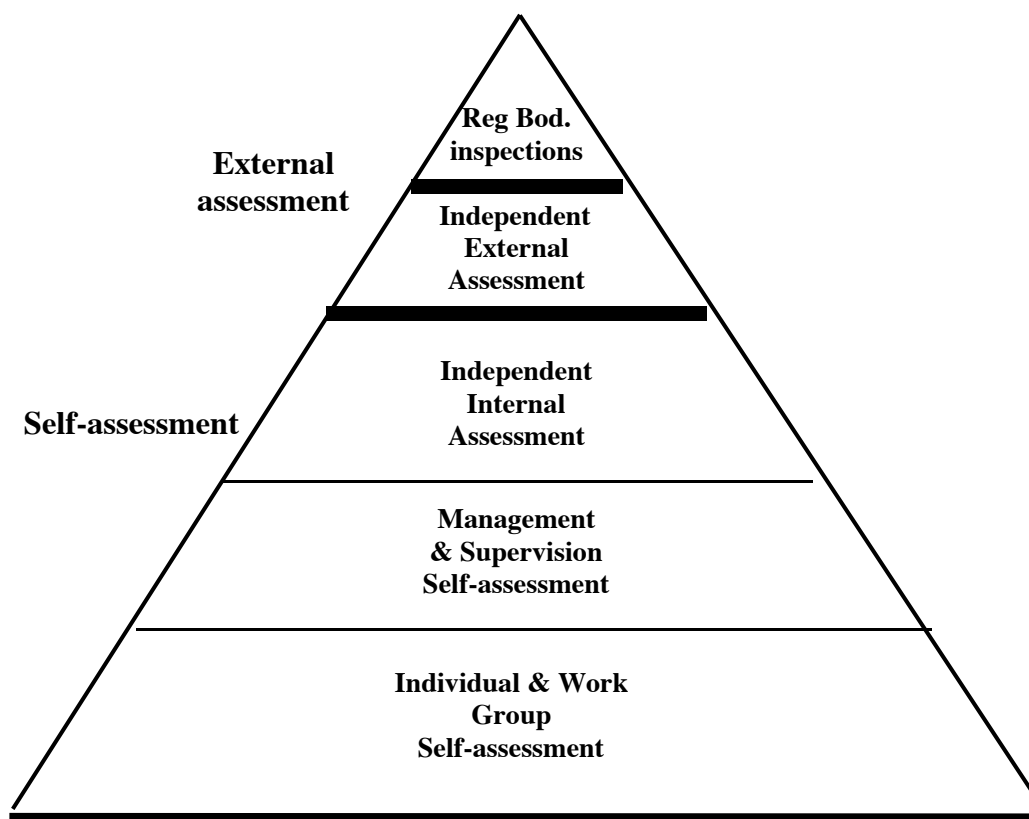 Reg Bod.
inspections
External
assessment
Independent
External
Assessment
Independent
Internal
Assessment
Self-assessment
Management
& Supervision
Self-assessment
Individual & Work
Group
Self-assessment